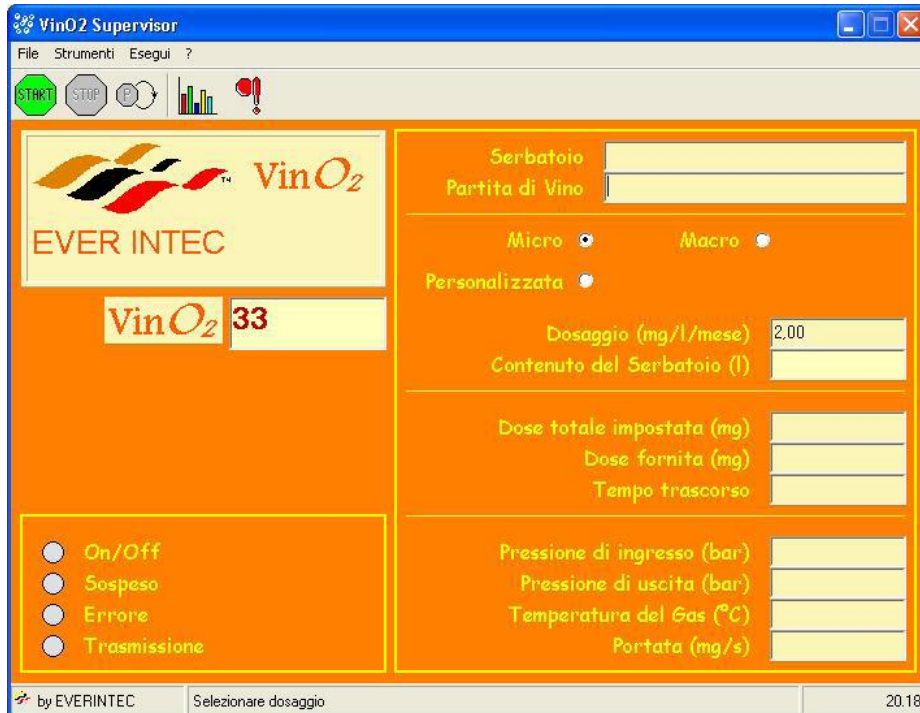 VinO2 Supervisor
File Strumenti Esegui ?
START STOP P
VinO2
TM
EVER INTEC
VinO2 33
Serbatoio
Partita di Vino
Micro Macro
Personalizzata
Dosaggio (mg/l/mese) 2,00
Contenuto del Serbatoio (l)
Dose totale impostata (mg)
Dose fornita (mg)
Tempo trascorso
On/Off
Sospeso
Errore
Trasmissione
Pressione di ingresso (bar)
Pressione di uscita (bar)
Temperatura del Gas (°C)
Portata (mg/s)
by EVERINTEC Selezionare dosaggio 20.18